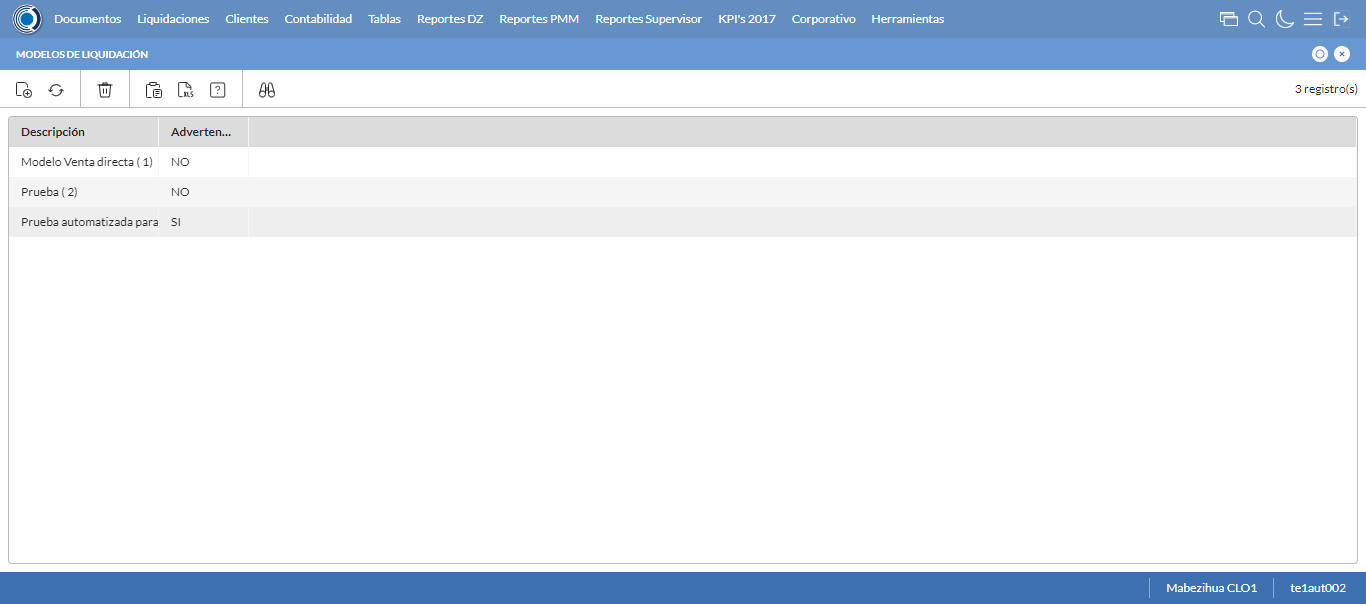 Documentos Liquidaciones Clientes Contabilidad Tablas Reportes DZ Reportes PMM Reportes Supervisor KPI's 2017 Corporativo Herramientas
MODELOS DE LIQUIDACIÓN
XLS ? 3 registro(s)
Descripción Adverten...
Modelo Venta directa ( 1) NO
Prueba ( 2) NO
Prueba automatizada para SI
Mabezihua CLO1 te1aut002